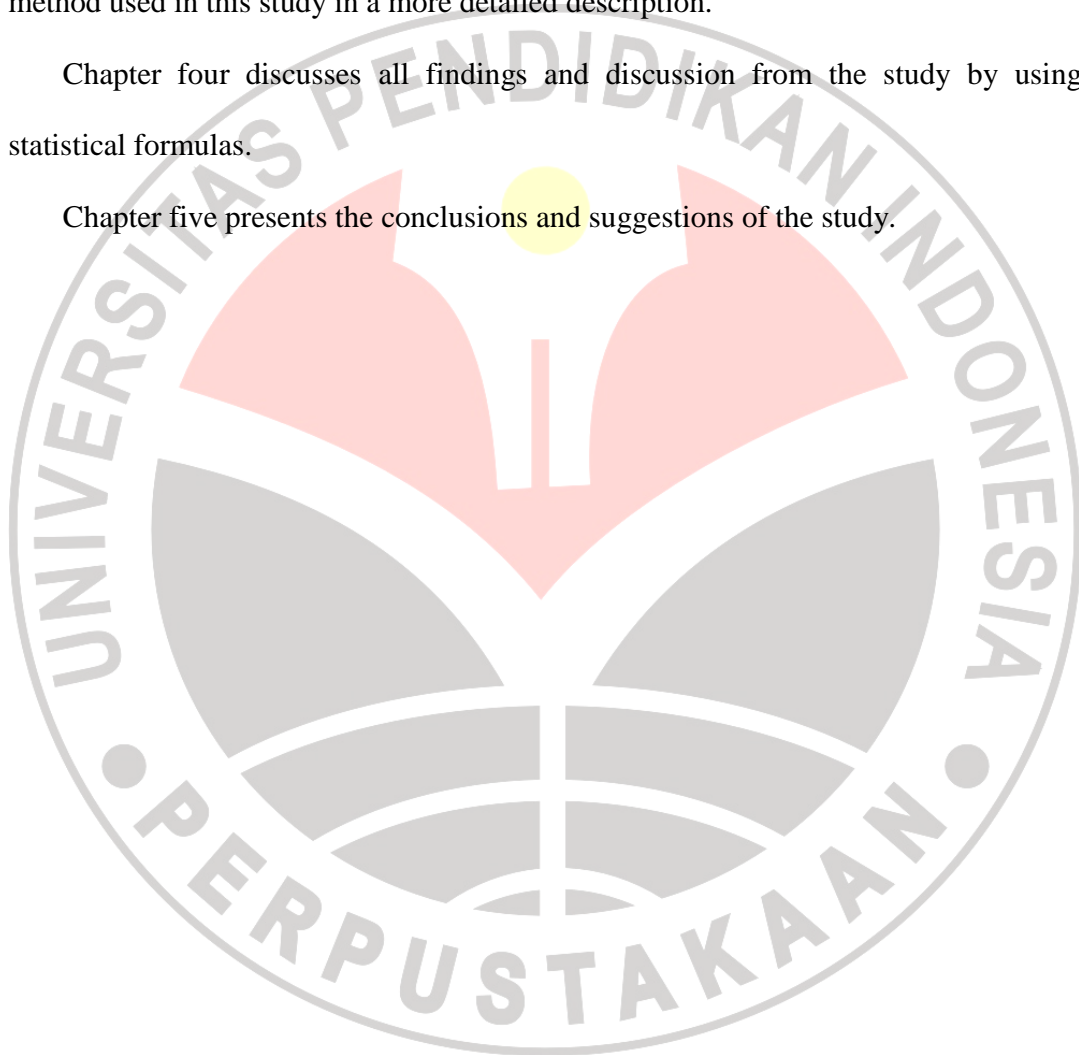 method used in this study in a more detailed description.
Chapter four discusses all findings and discussion from the study by using
statistical formulas.
Chapter five presents the conclusions and suggestions of the study.
UNIVERSITAS PENDIDIKAN INDONESIA
PERPUSTAKAAN